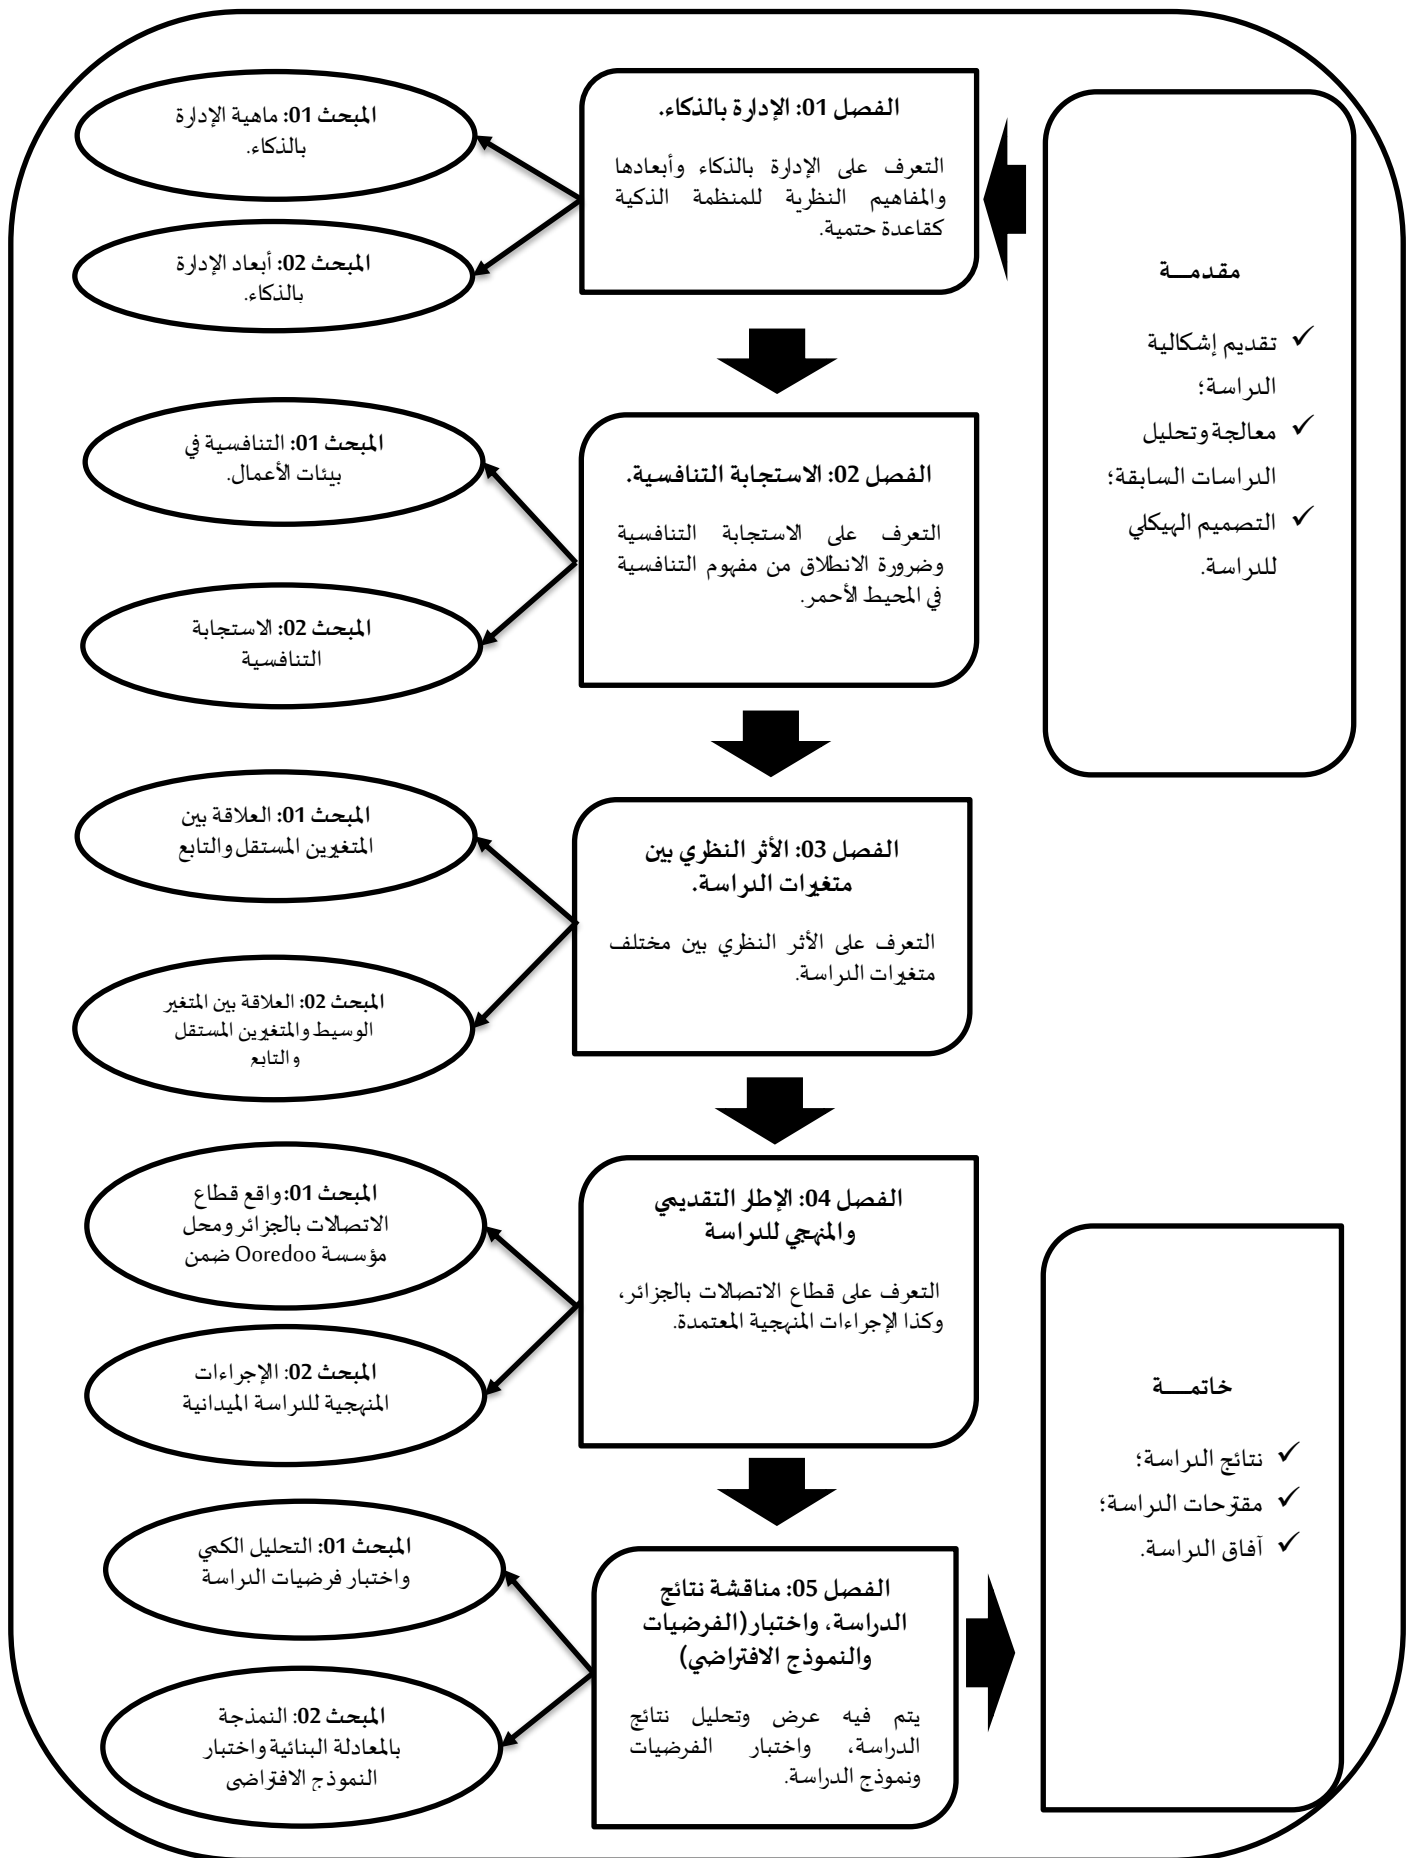 مقدمـــة
✓ تقديم إشكالية
الدراسة؛
✓ معالجة وتحليل
الدراسات السابقة؛
✓ التصميم الهيكلي
للدراسة.
الفصل 01: الإدارة بالذكاء.
التعرف على الإدارة بالذكاء وأبعادها
والمفاهيم النظرية للمنظمة الذكية
كقاعدة حتمية.
المبحث 01: ماهية الإدارة
بالذكاء.
المبحث 02: أبعاد الإدارة
بالذكاء.
الفصل 02: الاستجابة التنافسية.
التعرف على الاستجابة التنافسية
وضرورة الانطلاق من مفهوم التنافسية
في المحيط الأحمر.
المبحث 01: التنافسية في
بيئات الأعمال.
المبحث 02: الاستجابة
التنافسية
الفصل 03: الأثر النظري بين
متغيرات الدراسة.
التعرف على الأثر النظري بين مختلف
متغيرات الدراسة.
المبحث 01: العلاقة بين
المتغيرين المستقل والتابع
المبحث 02: العلاقة بين المتغير
الوسيط والمتغيرين المستقل
والتابع
الفصل 04: الإطار التقديمي
والمنهجي للدراسة
التعرف على قطاع الاتصالات بالجزائر،
وكذا الإجراءات المنهجية المعتمدة.
المبحث 01: واقع قطاع
الاتصالات بالجزائر ومحل
مؤسسة Ooredoo ضمن
المبحث 02: الإجراءات
المنهجية للدراسة الميدانية
الفصل 05: مناقشة نتائج
الدراسة، واختبار (الفرضيات
والنموذج الافتراضي)
يتم فيه عرض وتحليل نتائج
الدراسة، واختبار الفرضيات
ونموذج الدراسة.
المبحث 01: التحليل الكمي
واختبار فرضيات الدراسة
المبحث 02: النمذجة
بالمعادلة البنائية واختبار
النموذج الافتراضي
خاتمـــة
✓ نتائج الدراسة؛
✓ مقترحات الدراسة؛
✓ آفاق الدراسة.